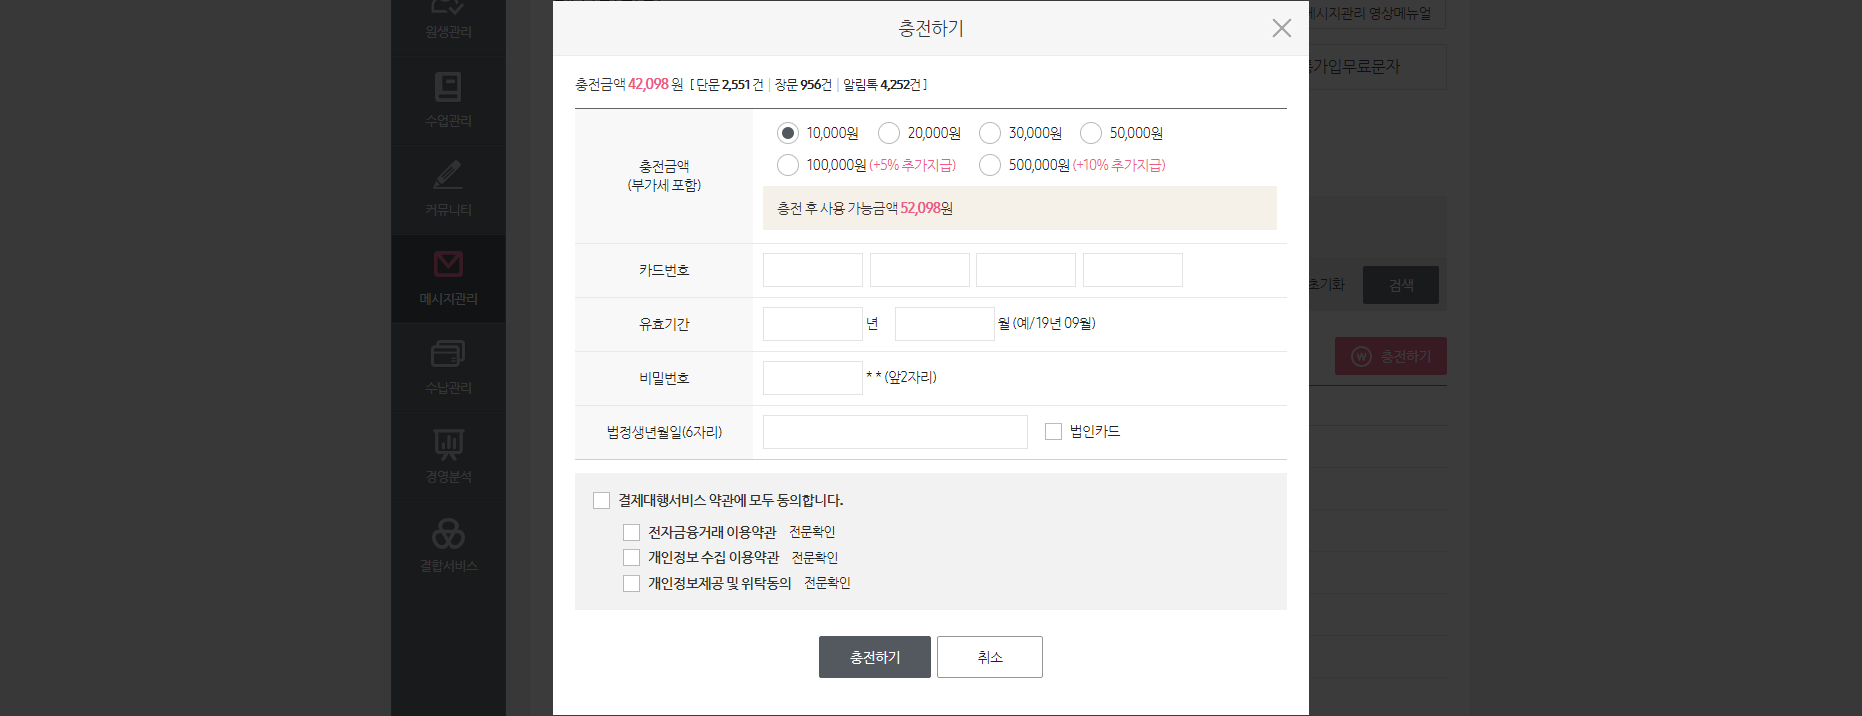 원생관리
수업관리
커뮤니티
메시지관리
수납관리
경영분석
결합서비스
충전하기
충전금액 42,098 원 [ 단문 2,551 건 | 장문 956건 | 알림톡 4,252건 ]
충전금액
(부가세 포함)
10,000원 20,000원 30,000원 50,000원
100,000원 (+5% 추가지급) 500,000원 (+10% 추가지급)
충전 후 사용 가능금액 52,098원
카드번호
유효기간 년 월 (예/19년 09월)
비밀번호 * * (앞2자리)
법정생년월일(6자리) 법인카드
결제대행서비스 약관에 모두 동의합니다.
전자금융거래 이용약관 전문확인
개인정보 수집 이용약관 전문확인
개인정보제공 및 위탁동의 전문확인
충전하기 취소
메시지관리 영상메뉴얼
가입무료문자
초기화 검색
충전하기